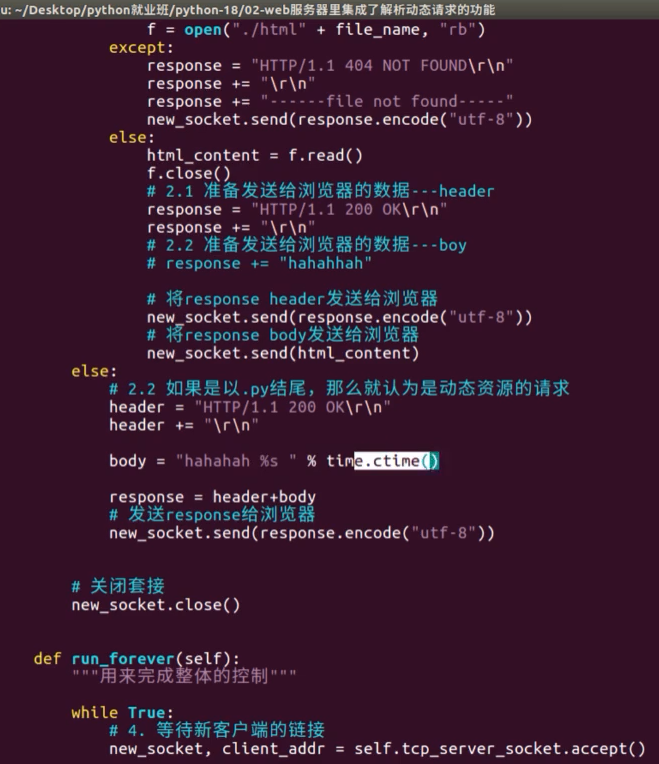 u: ~/Desktop/python就业班/python-18/02-web服务器里集成了解析动态请求的功能
f = open("./html" + file_name, "rb")
except:
response = "HTTP/1.1 404 NOT FOUND\r\n"
response += "\r\n"
response += "------file not found-----"
new_socket.send(response.encode("utf-8"))
else:
html_content = f.read()
f.close()
# 2.1 准备发送给浏览器的数据---header
response = "HTTP/1.1 200 OK\r\n"
response += "\r\n"
# 2.2 准备发送给浏览器的数据---boy
# response += "hahahhah"
# 将response header发送给浏览器
new_socket.send(response.encode("utf-8"))
# 将response body发送给浏览器
new_socket.send(html_content)
else:
# 2.2 如果是以.py结尾，那么就认为是动态资源的请求
header = "HTTP/1.1 200 OK\r\n"
header += "\r\n"
body = "hahahah %s " % time.ctime()
response = header+body
# 发送response给浏览器
new_socket.send(response.encode("utf-8"))
# 关闭套接
new_socket.close()
def run_forever(self):
"""用来完成整体的控制"""
while True:
# 4. 等待新客户端的链接
new_socket, client_addr = self.tcp_server_socket.accept()